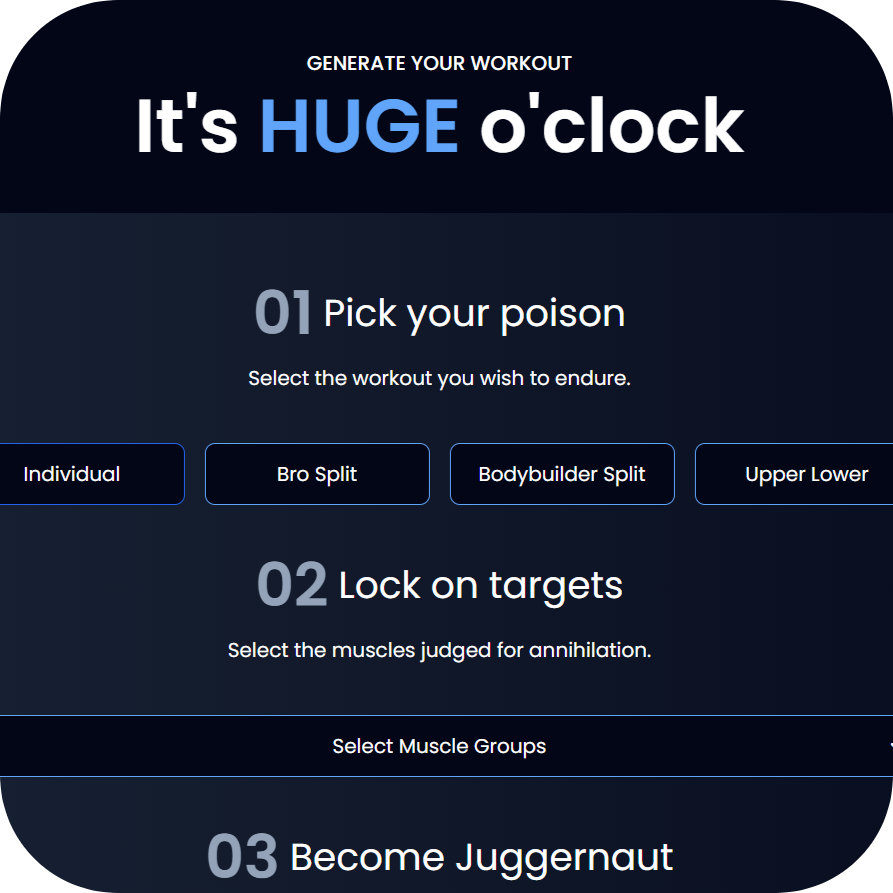 GENERATE YOUR WORKOUT
It's HUGE o'clock
01 Pick your poison
Select the workout you wish to endure.
Individual Bro Split Bodybuilder Split Upper Lower
02 Lock on targets
Select the muscles judged for annihilation.
Select Muscle Groups
03 Become Juggernaut